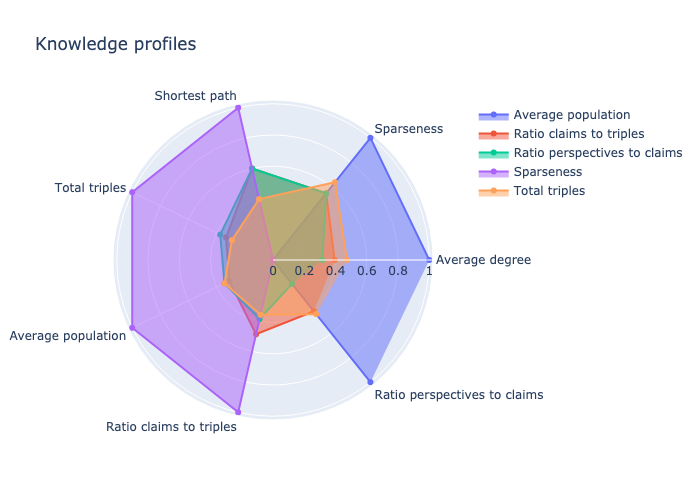 Knowledge profiles
Shortest path
Sparseness
Total triples
Average degree
0 0.2 0.4 0.6 0.8 1
Average population
Ratio perspectives to claims
Ratio claims to triples
Average population
Ratio claims to triples
Ratio perspectives to claims
Sparseness
Total triples